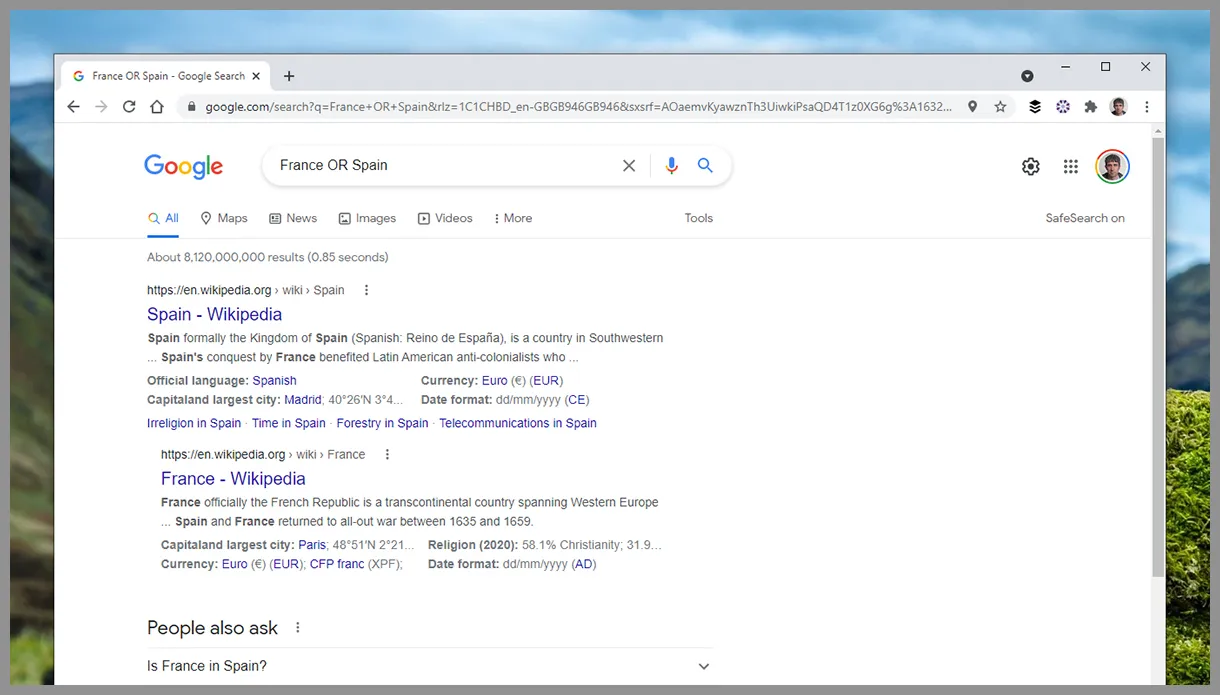 France OR Spain - Google Search
google.com/search?q=France+OR+Spain&rlz=1C1CHBD_en-GBGB946GB946&sxsrf=AOaemvKyawznTh3UiwkiPsaQD4T1z0XG6g%3A1632...
Google
France OR Spain
All Maps News Images Videos More Tools SafeSearch on
About 8,120,000,000 results (0.85 seconds)
https://en.wikipedia.org › wiki › Spain
Spain - Wikipedia
Spain formally the Kingdom of Spain (Spanish: Reino de España), is a country in Southwestern
... Spain's conquest by France benefited Latin American anti-colonialists who ...
Official language: Spanish Currency: Euro (€) (EUR)
Capitaland largest city: Madrid; 40°26′N 3°4... Date format: dd/mm/yyyy (CE)
Irreligion in Spain · Time in Spain · Forestry in Spain · Telecommunications in Spain
https://en.wikipedia.org › wiki › France
France - Wikipedia
France officially the French Republic is a transcontinental country spanning Western Europe
... Spain and France returned to all-out war between 1635 and 1659.
Capitaland largest city: Paris; 48°51′N 2°21... Religion (2020): 58.1% Christianity; 31.9...
Currency: Euro (€) (EUR); CFP franc (XPF); Date format: dd/mm/yyyy (AD)
People also ask
Is France in Spain?